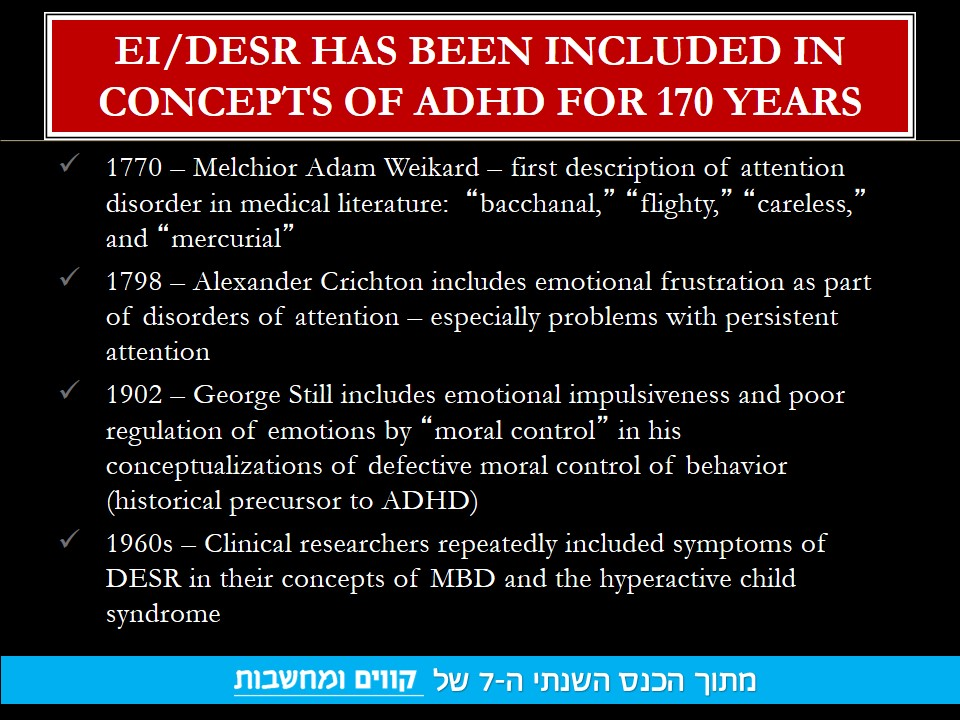 EI/DESR HAS BEEN INCLUDED IN
CONCEPTS OF ADHD FOR 170 YEARS
✓ 1770 – Melchior Adam Weikard – first description of attention
disorder in medical literature: “bacchanal,” “flighty,” “careless,”
and “mercurial”
✓ 1798 – Alexander Crichton includes emotional frustration as part
of disorders of attention – especially problems with persistent
attention
✓ 1902 – George Still includes emotional impulsiveness and poor
regulation of emotions by “moral control” in his
conceptualizations of defective moral control of behavior
(historical precursor to ADHD)
✓ 1960s – Clinical researchers repeatedly included symptoms of
DESR in their concepts of MBD and the hyperactive child
syndrome
מתוך הכנס השנתי ה-7 של קווים ומחשבות